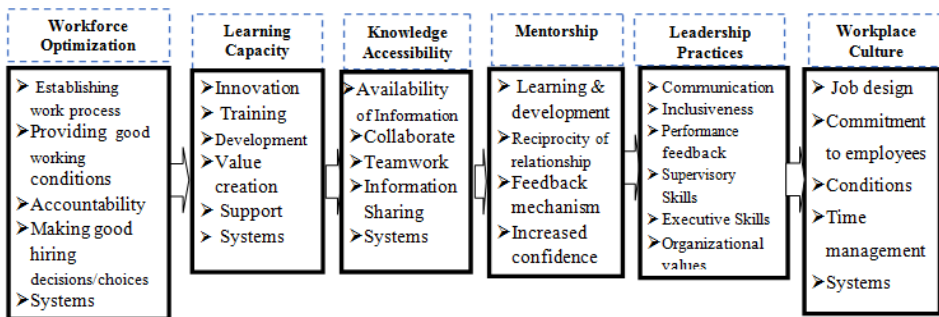 Workforce
Optimization
➤ Establishing
work process
➤Providing good
working
conditions
➤Accountability
➤Making good
hiring
decisions/choices
➤Systems
Learning
Capacity
➤Innovation
➤ Training
➤Development
➤Value
creation
➤ Support
➤ Systems
Knowledge
Accessibility
➤Availability
of Information
➤Collaborate
➤Teamwork
➤Information
Sharing
➤Systems
Mentorship
➤ Learning &
development
➤Reciprocity of
relationship
➤Feedback
mechanism
➤Increased
confidence
Leadership
Practices
➤Communication
➤Inclusiveness
➤Performance
feedback
➤Supervisory
Skills
➤Executive Skills
➤Organizational
values
Workplace
Culture
➤ Job design
➤Commitment
to employees
➤Conditions
➤Time
management
➤Systems